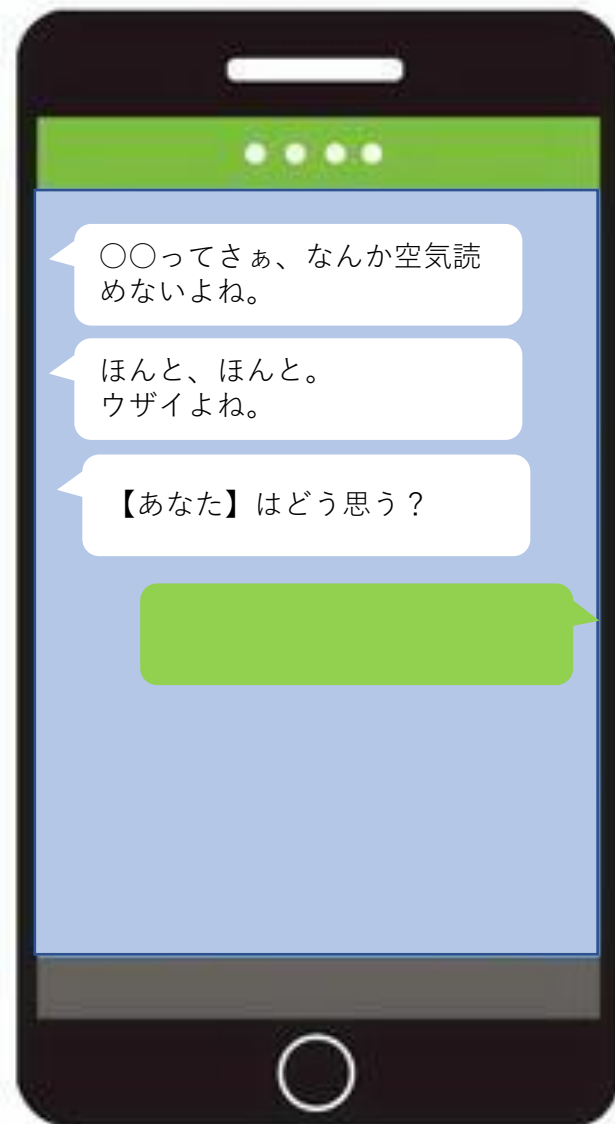 ○○ってさぁ、なんか空気読
めないよね。
ほんと、ほんと。
ウザイよね。
【あなた】はどう思う？